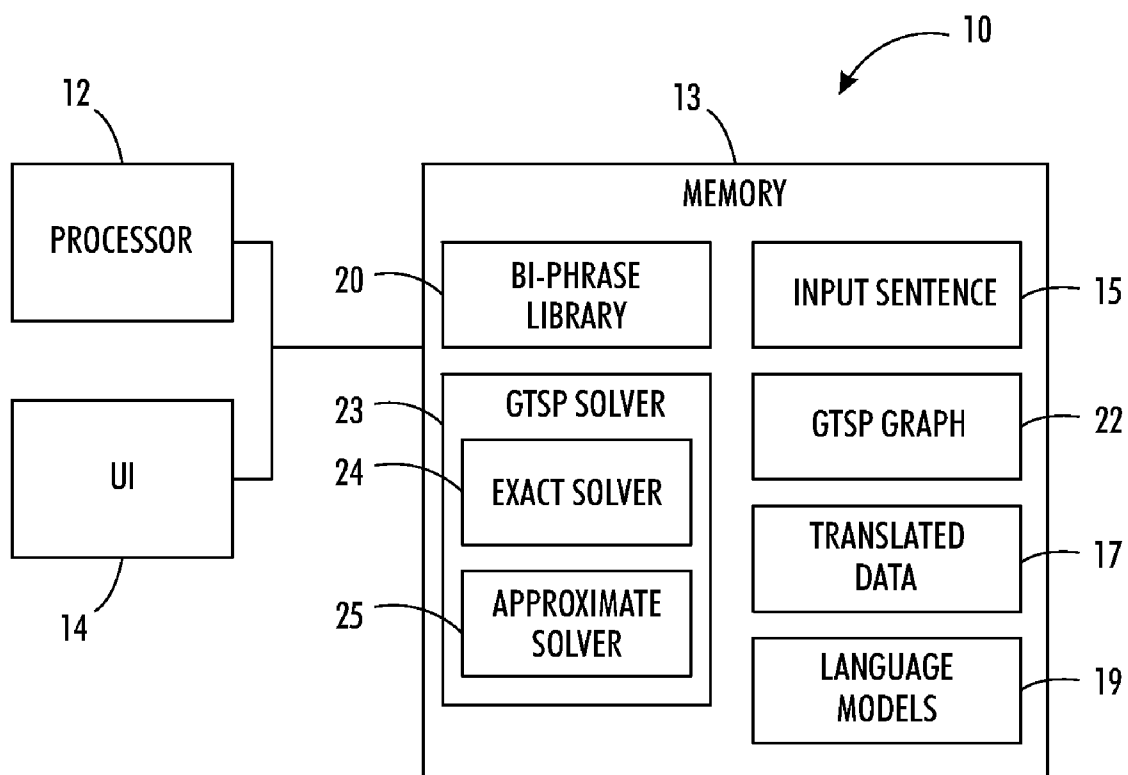 10
12
13
PROCESSOR
UI
14
MEMORY
20
BI-PHRASE
LIBRARY
INPUT SENTENCE
15
23
GTSP SOLVER
24
EXACT SOLVER
25
APPROXIMATE
SOLVER
GTSP GRAPH
22
TRANSLATED
DATA
17
LANGUAGE
MODELS
19